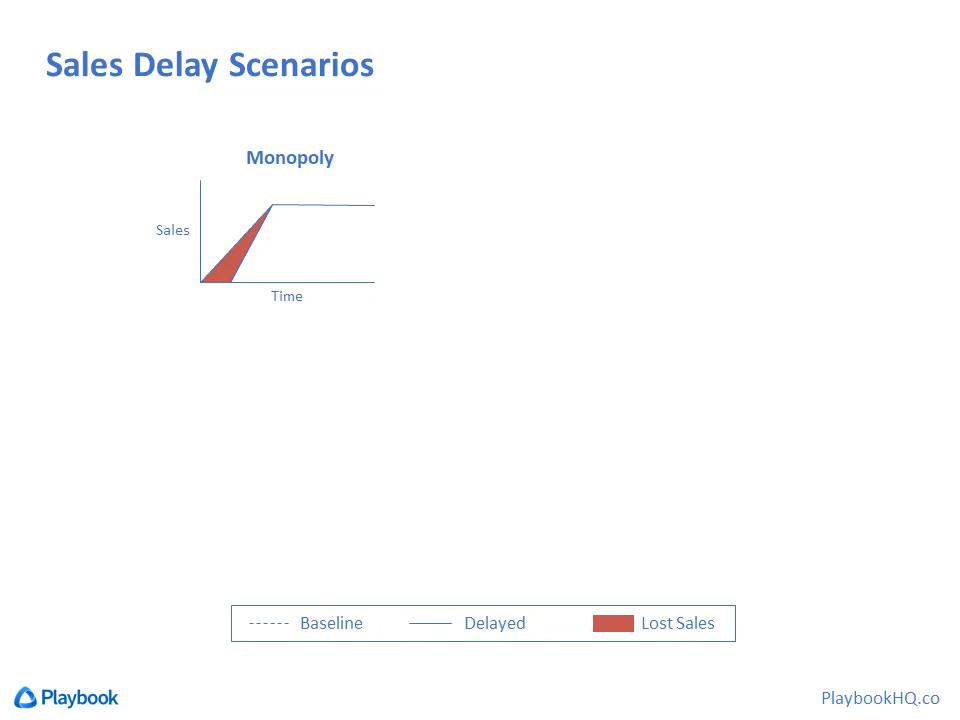 Sales Delay Scenarios
Monopoly
Sales
Time
Baseline
Delayed
Lost Sales
Playbook
PlaybookHQ.co